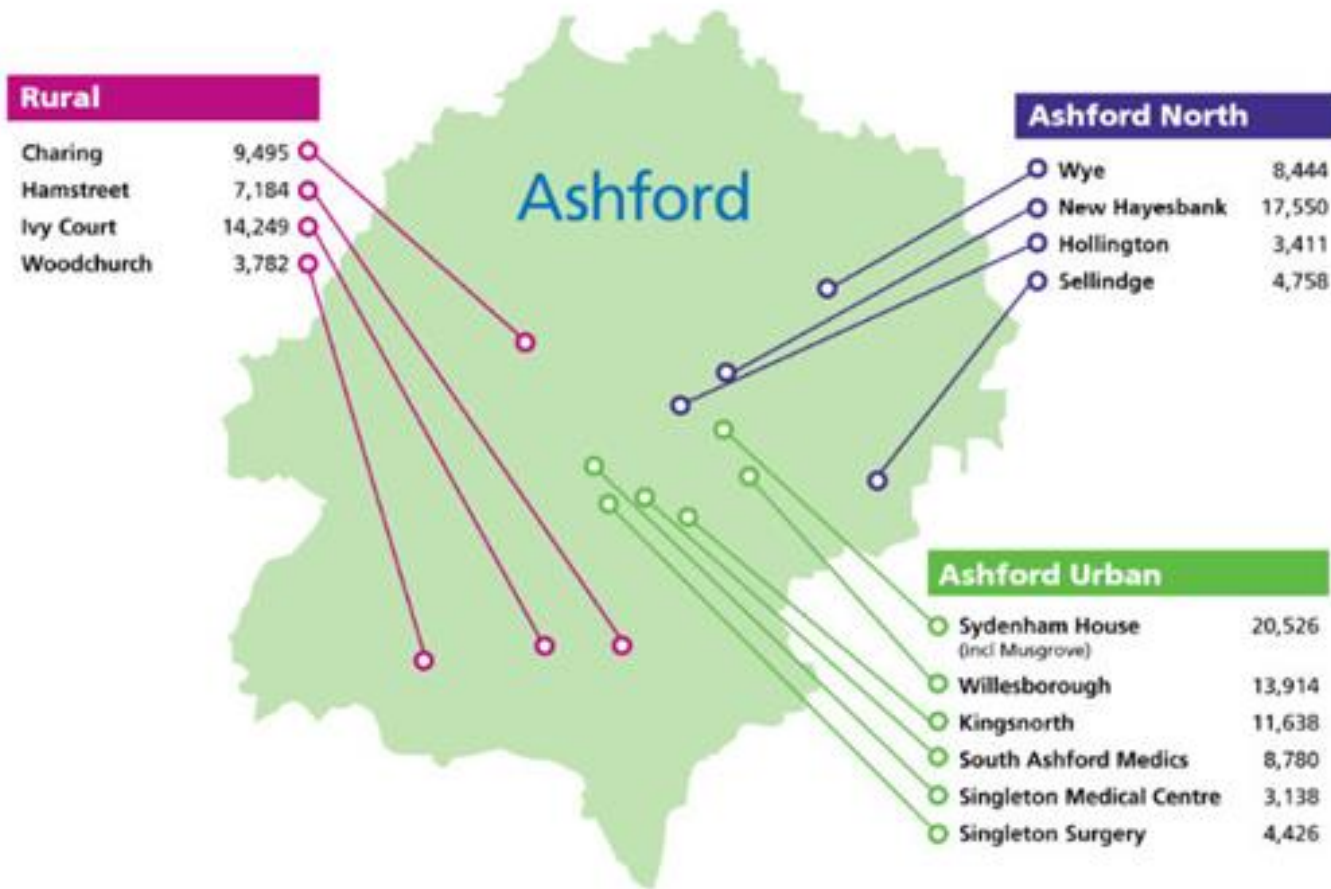 Rural
Charing 9,495
Hamstreet 7,184
Ivy Court 14,249
Woodchurch 3,782
Ashford
Ashford North
Wye 8,444
New Hayesbank 17,550
Hollington 3,411
Sellindge 4,758
Ashford Urban
Sydenham House 20,526
(incl Musgrove)
Willesborough 13,914
Kingsnorth 11,638
South Ashford Medics 8,780
Singleton Medical Centre 3,138
Singleton Surgery 4,426